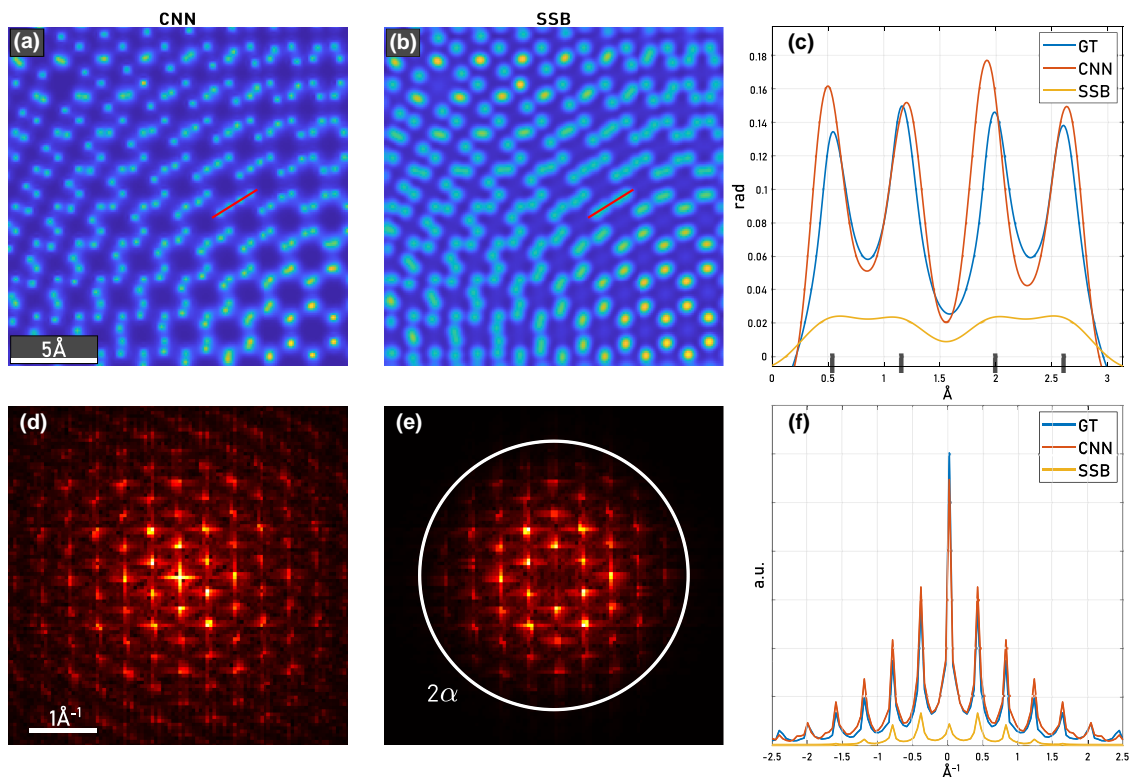 CNN
SSB
(a)
5Å
(b)
(c)
GT
CNN
SSB
rad
0.18
0.16
0.14
0.12
0.1
0.08
0.06
0.04
0.02
0
0 0.5 1 1.5 2 2.5 3
Å
(d)
1Å⁻¹
(e)
2α
(f)
GT
CNN
SSB
a.u.
-2.5 -2 -1.5 -1 -0.5 0 0.5 1 1.5 2 2.5
Å⁻¹